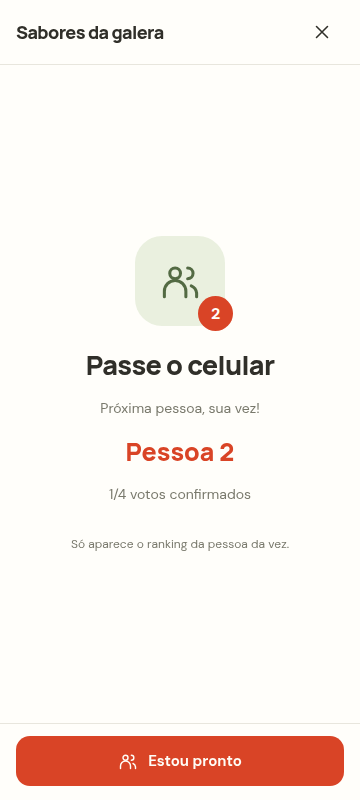 Sabores da galera
2
Passe o celular
Próxima pessoa, sua vez!
Pessoa 2
1/4 votos confirmados
Só aparece o ranking da pessoa da vez.
Estou pronto